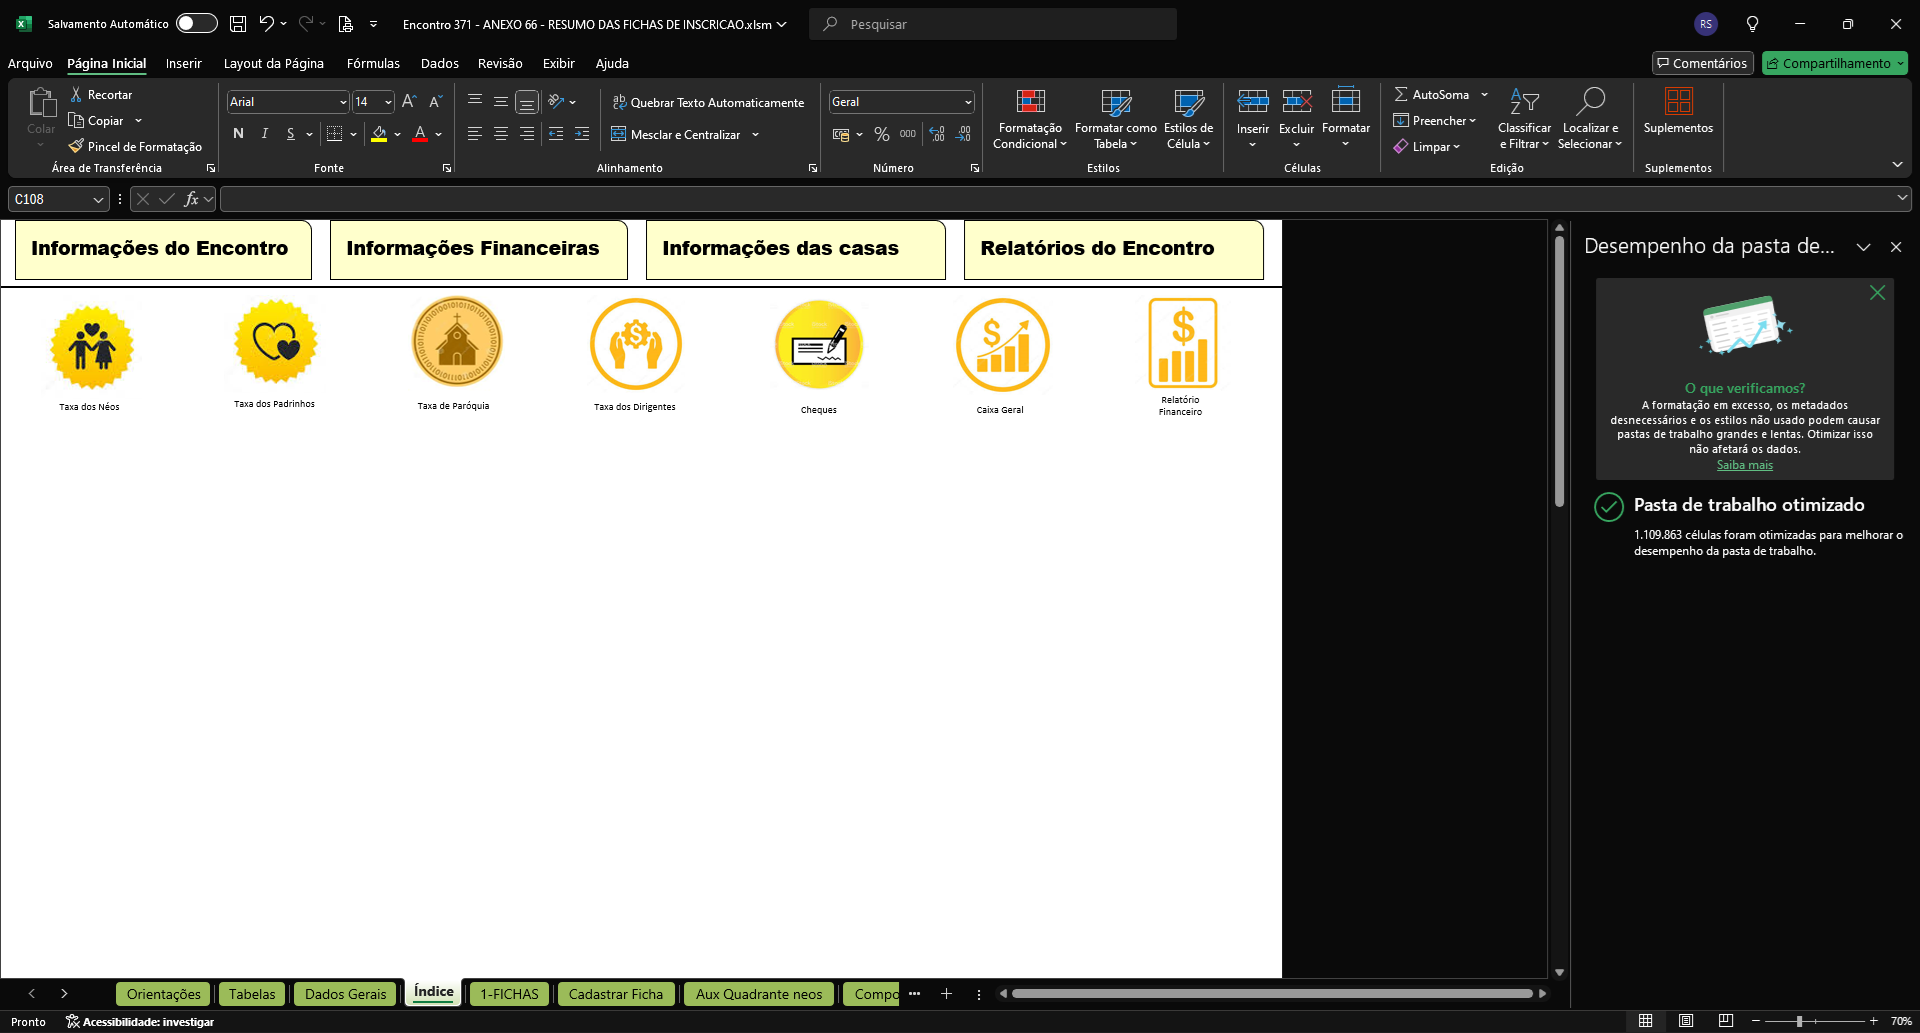 Salvamento Automático
Encontro 371 - ANEXO 66 - RESUMO DAS FICHAS DE INSCRICAO.xlsm
Pesquisar
RS
Arquivo Página Inicial Inserir Layout da Página Fórmulas Dados Revisão Exibir Ajuda
Comentários
Compartilhamento
Colar
Recortar
Copiar
Pincel de Formatação
Área de Transferência
Arial
14
N I S
Fonte
Quebrar Texto Automaticamente
Mesclar e Centralizar
Alinhamento
Geral
% 000
Número
Formatação
Condicional
Formatar como
Tabela
Estilos de
Célula
Estilos
Inserir
Excluir
Formatar
Células
AutoSoma
Preencher
Limpar
Classificar
e Filtrar
Localizar e
Selecionar
Edição
Suplementos
Suplementos
C108
fx
Informações do Encontro
Informações Financeiras
Informações das casas
Relatórios do Encontro
Taxa dos Néos
Taxa dos Padrinhos
Taxa de Paróquia
Taxa dos Dirigentes
Cheques
Caixa Geral
Relatório
Financeiro
Desempenho da pasta de...
O que verificamos?
A formatação em excesso, os metadados
desnecessários e os estilos não usado podem causar
pastas de trabalho grandes e lentas. Otimizar isso
não afetará os dados.
Saiba mais
Pasta de trabalho otimizado
1.109.863 células foram otimizadas para melhorar o
desempenho da pasta de trabalho.
Orientações
Tabelas
Dados Gerais
Índice
1-FICHAS
Cadastrar Ficha
Aux Quadrante neos
Compo
Pronto
Acessibilidade: investigar
70%